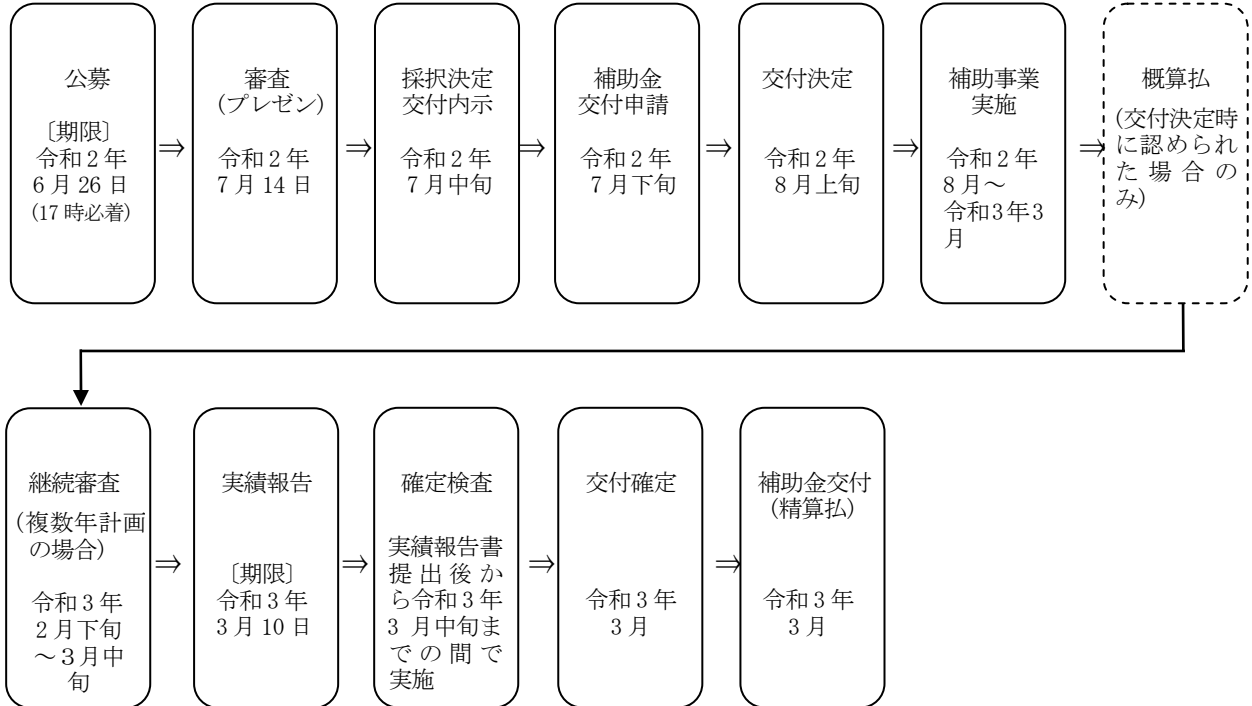 公募
〔期限〕
令和2年
6月26日
(17時必着)
⇒
審査
(プレゼン)
令和2年
7月14日
⇒
採択決定
交付内示
令和2年
7月中旬
⇒
補助金
交付申請
令和2年
7月下旬
⇒
交付決定
令和2年
8月上旬
⇒
補助事業
実施
令和2年
8月～
令和3年3
月
⇒
概算払
(交付決定時
に認められ
た場合の
み)
継続審査
(複数年計画
の場合)
令和3年
2月下旬
～3月中
旬
⇒
実績報告
〔期限〕
令和3年
3月10日
⇒
確定検査
実績報告書
提出後か
ら令和3年
3月中旬ま
での間で
実施
⇒
交付確定
令和3年
3月
⇒
補助金交付
(精算払)
令和3年
3月